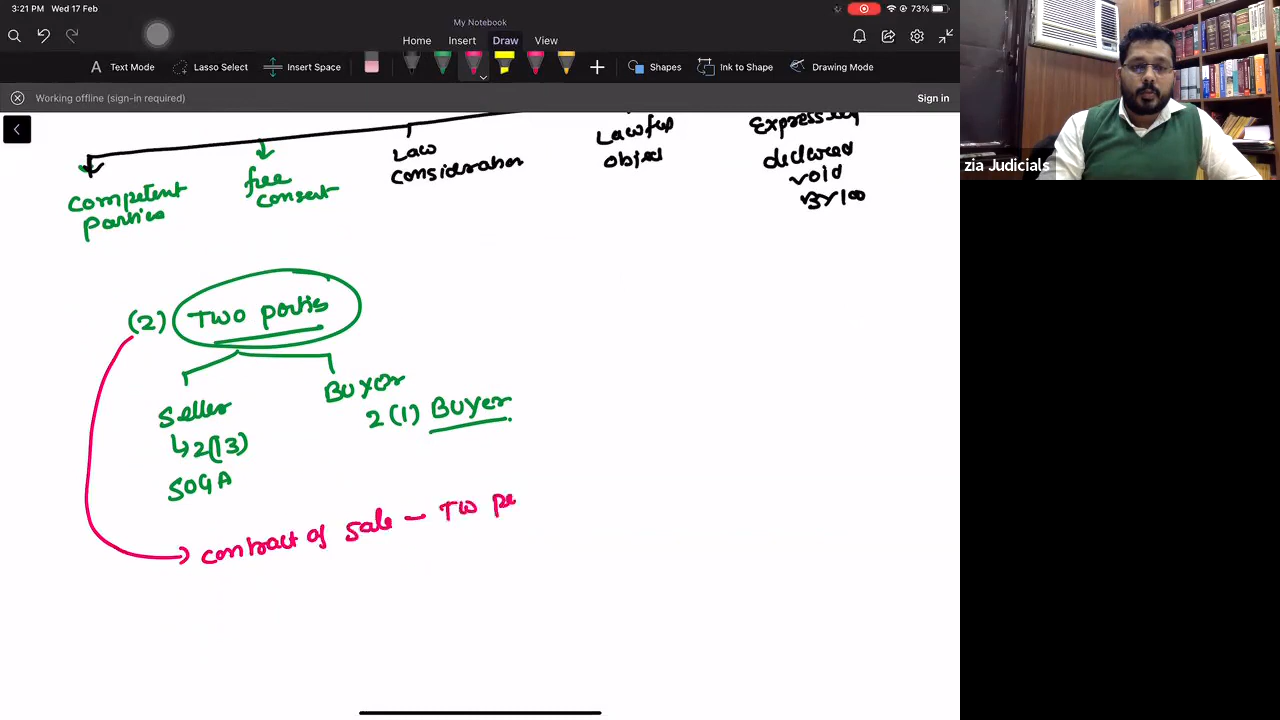 3:21 PM Wed 17 Feb
73%
My Notebook
Home Insert Draw View
Text Mode Lasso Select Insert Space Shapes Ink to Shape Drawing Mode
Working offline (sign-in required) Sign in
Competent
Parties
free
consent
Law
consideration
Lawful
object
Expressly
declared
void
zia Judicials
(2) Two parties
Seller
2(13)
SOGA
Buyer
2 (1) Buyer
contract of sale - Two pe